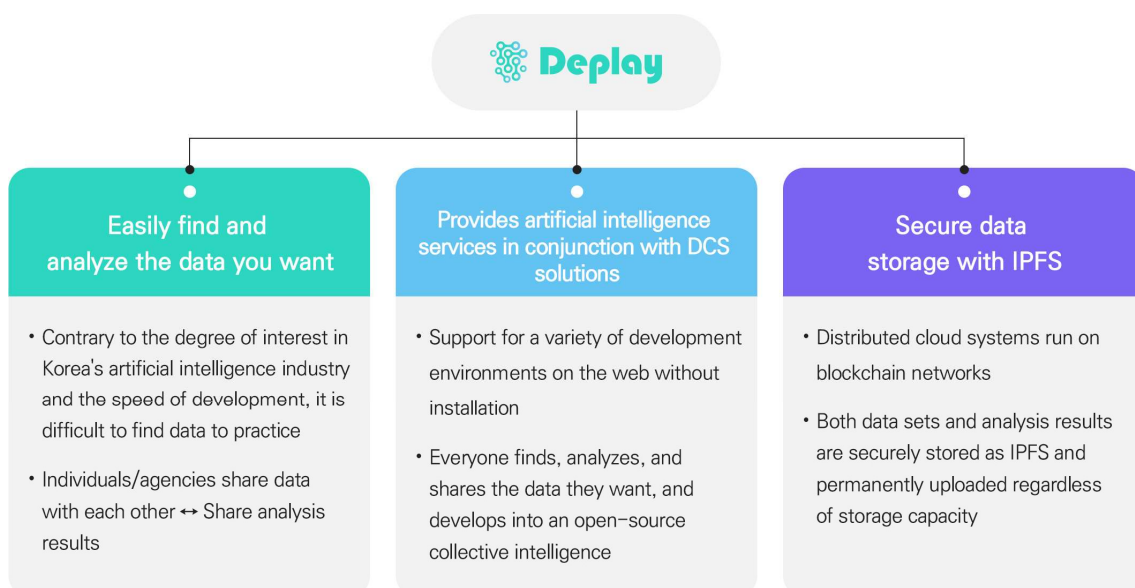 Deplay
Easily find and
analyze the data you want
• Contrary to the degree of interest in
Korea's artificial intelligence industry
and the speed of development, it is
difficult to find data to practice
• Individuals/agencies share data
with each other ↔ Share analysis
results
Provides artificial intelligence
services in conjunction with DCS
solutions
• Support for a variety of development
environments on the web without
installation
• Everyone finds, analyzes, and
shares the data they want, and
develops into an open-source
collective intelligence
Secure data
storage with IPFS
• Distributed cloud systems run on
blockchain networks
• Both data sets and analysis results
are securely stored as IPFS and
permanently uploaded regardless
of storage capacity